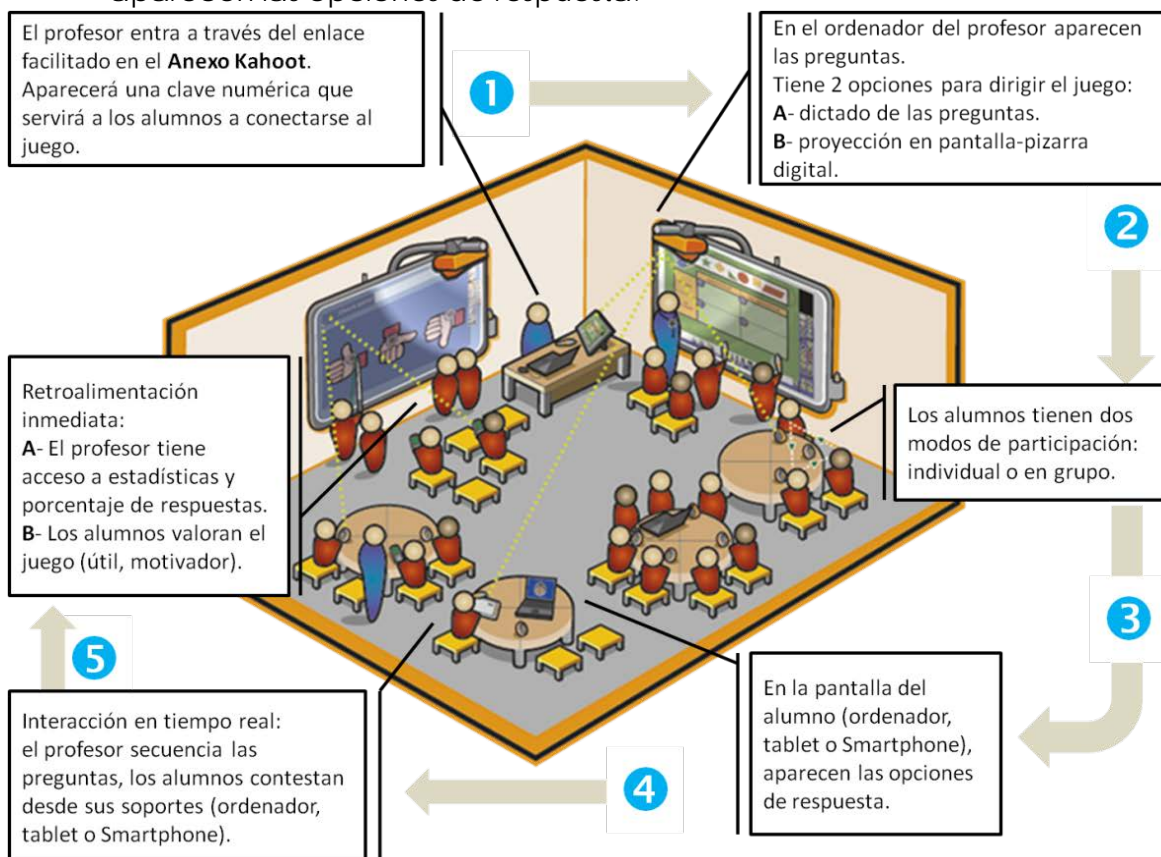 aparecen las opciones de respuesta.
El profesor entra a través del enlace
facilitado en el Anexo Kahoot.
Aparecerá una clave numérica que
servirá a los alumnos a conectarse al
juego.
1
En el ordenador del profesor aparecen
las preguntas.
Tiene 2 opciones para dirigir el juego:
A- dictado de las preguntas.
B- proyección en pantalla-pizarra
digital.
2
Los alumnos tienen dos
modos de participación:
individual o en grupo.
3
En la pantalla del
alumno (ordenador,
tablet o Smartphone),
aparecen las opciones
de respuesta.
4
Interacción en tiempo real:
el profesor secuencia las
preguntas, los alumnos contestan
desde sus soportes (ordenador,
tablet o Smartphone).
5
Retroalimentación
inmediata:
A- El profesor tiene
acceso a estadísticas y
porcentaje de respuestas.
B- Los alumnos valoran el
juego (útil, motivador).